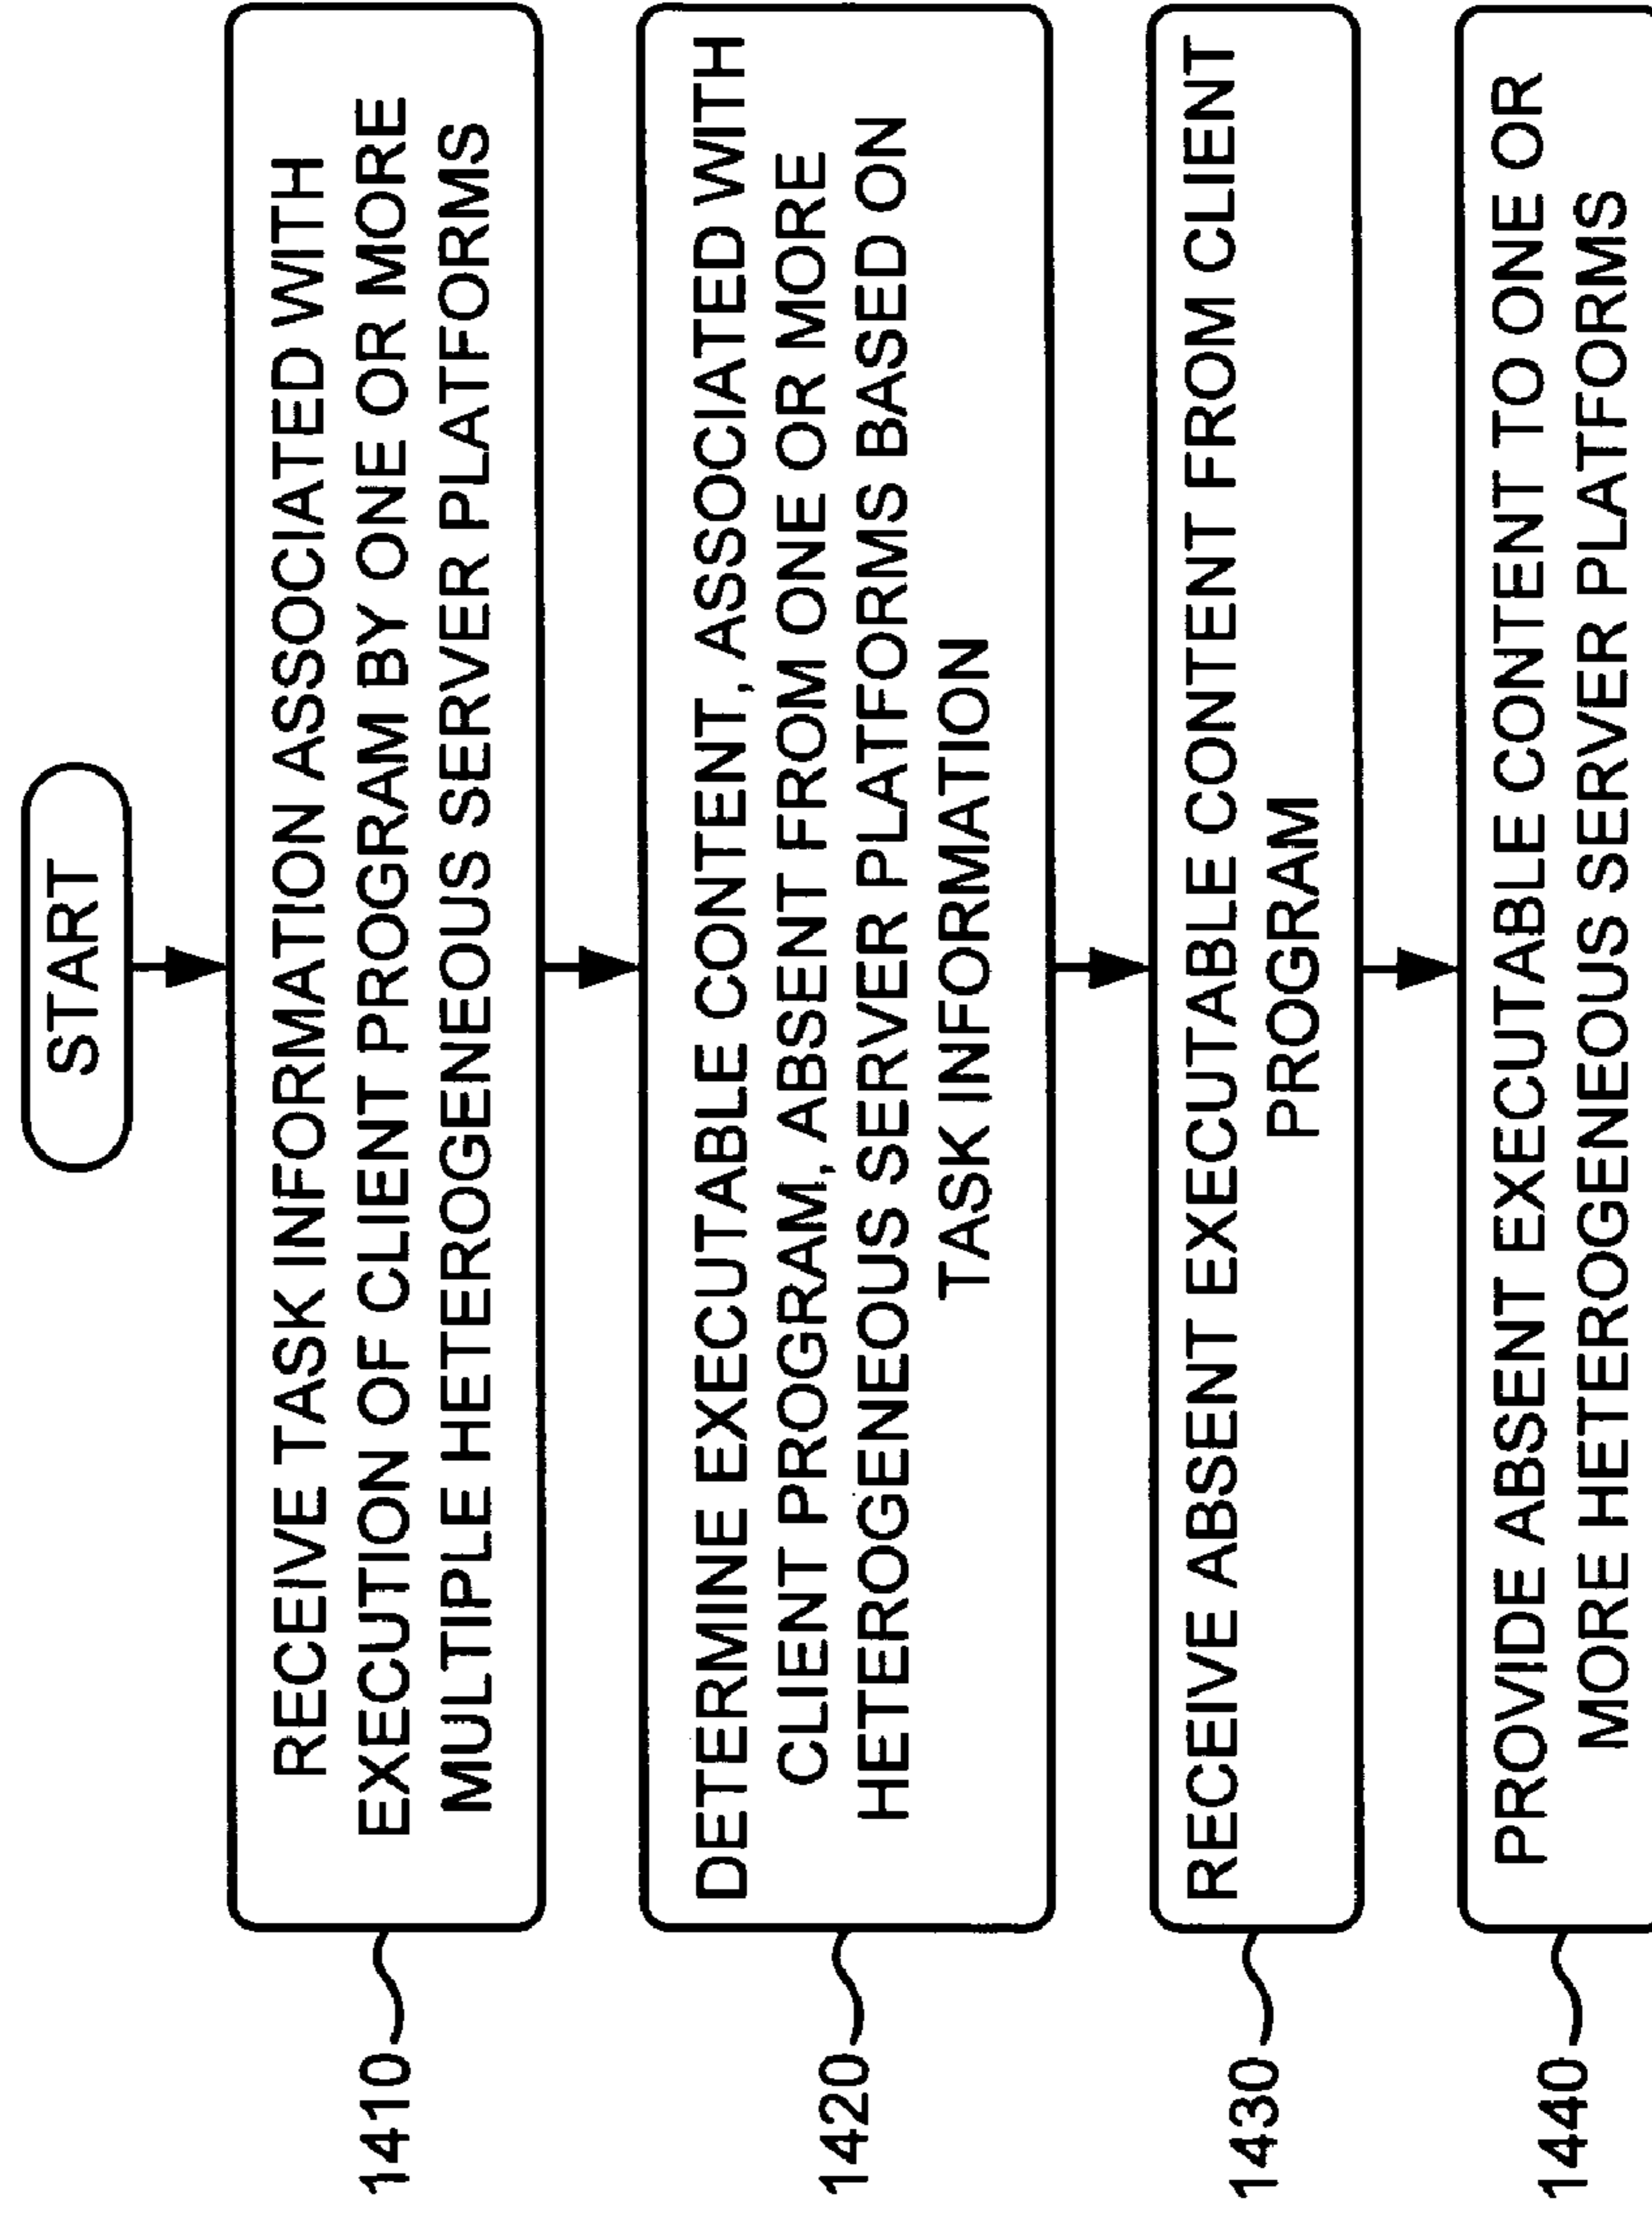 START
RECEIVE TASK INFORMATION ASSOCIATED WITH
EXECUTION OF CLIENT PROGRAM BY ONE OR MORE
MULTIPLE HETEROGENEOUS SERVER PLATFORMS
1410
DETERMINE EXECUTABLE CONTENT, ASSOCIATED WITH
CLIENT PROGRAM, ABSENT FROM ONE OR MORE
HETEROGENEOUS SERVER PLATFORMS BASED ON
TASK INFORMATION
1420
RECEIVE ABSENT EXECUTABLE CONTENT FROM CLIENT
PROGRAM
1430
PROVIDE ABSENT EXECUTABLE CONTENT TO ONE OR
MORE HETEROGENEOUS SERVER PLATFORMS
1440